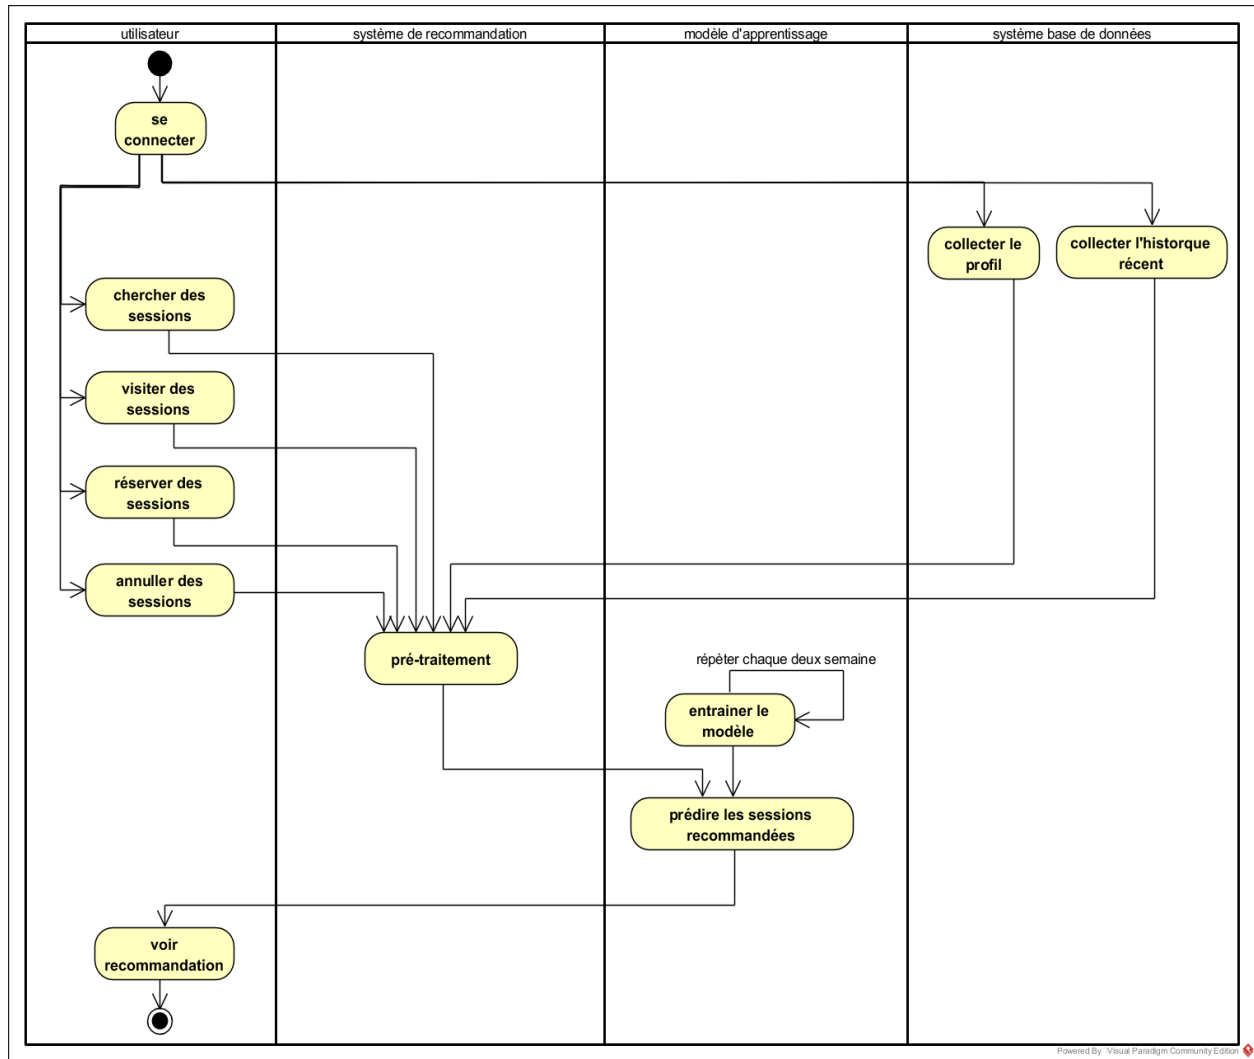 utilisateur
système de recommandation
modèle d'apprentissage
système base de données
se
connecter
collecter le
profil
collecter l'historque
récent
chercher des
sessions
visiter des
sessions
réserver des
sessions
annuller des
sessions
pré-traitement
répèter chaque deux semaine
entrainer le
modèle
prédire les sessions
recommandées
voir
recommandation
Powered By Visual Paradigm Community Edition